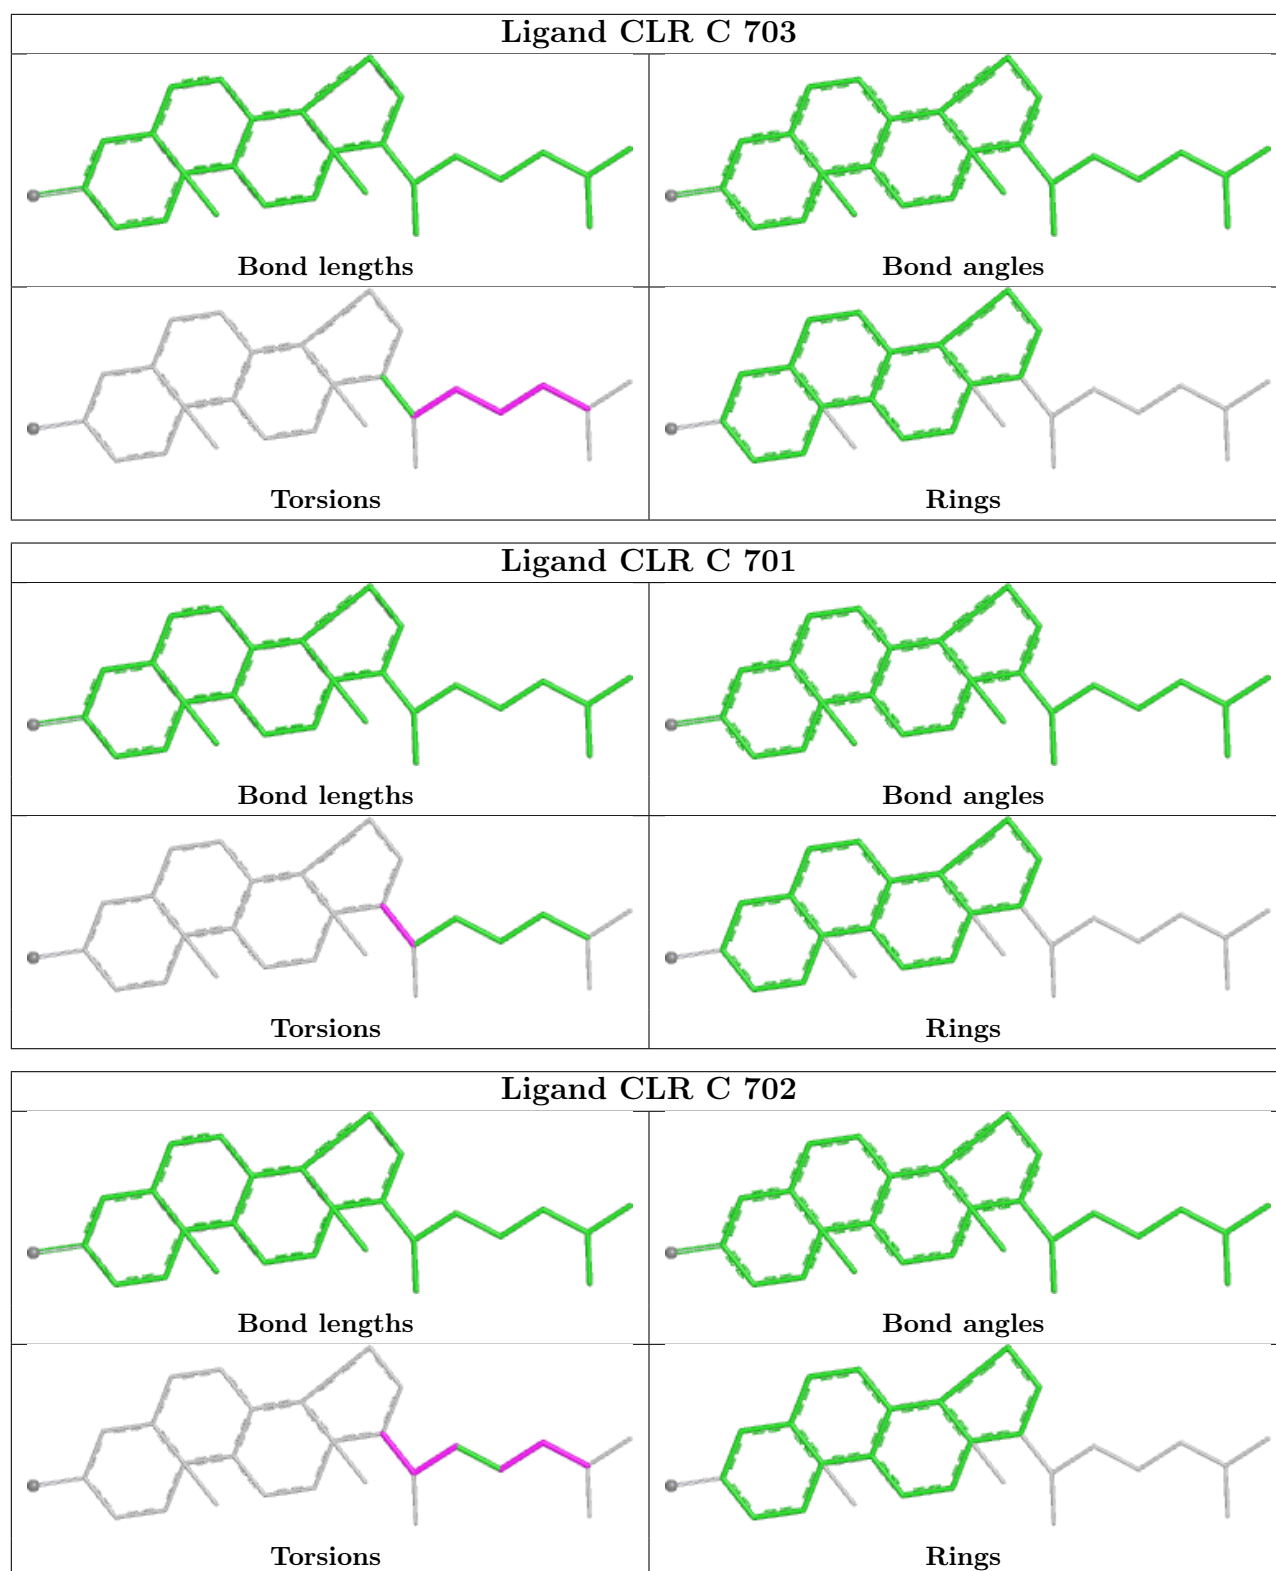 Ligand CLR C 703
Bond lengths
Bond angles
Torsions
Rings
Ligand CLR C 701
Bond lengths
Bond angles
Torsions
Rings
Ligand CLR C 702
Bond lengths
Bond angles
Torsions
Rings